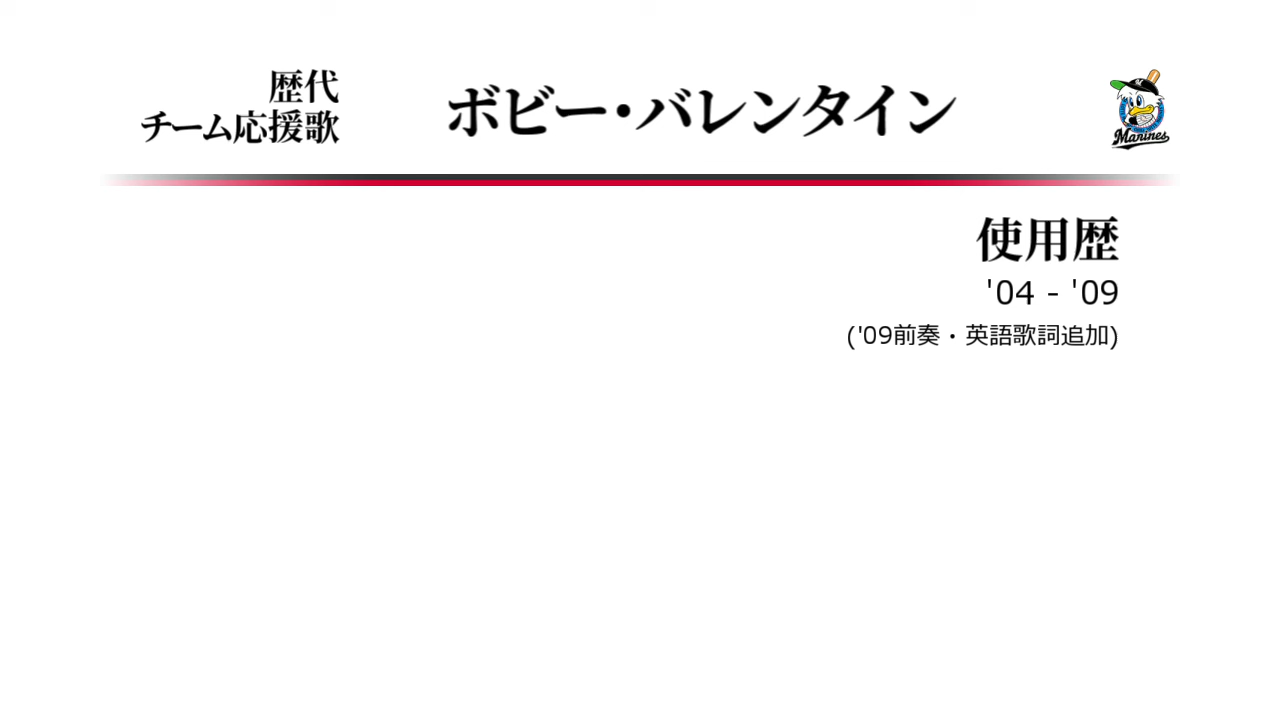 歴代
チーム応援歌
ボビー・バレンタイン
Marines
使用歴
'04 - '09
('09前奏・英語歌詞追加)